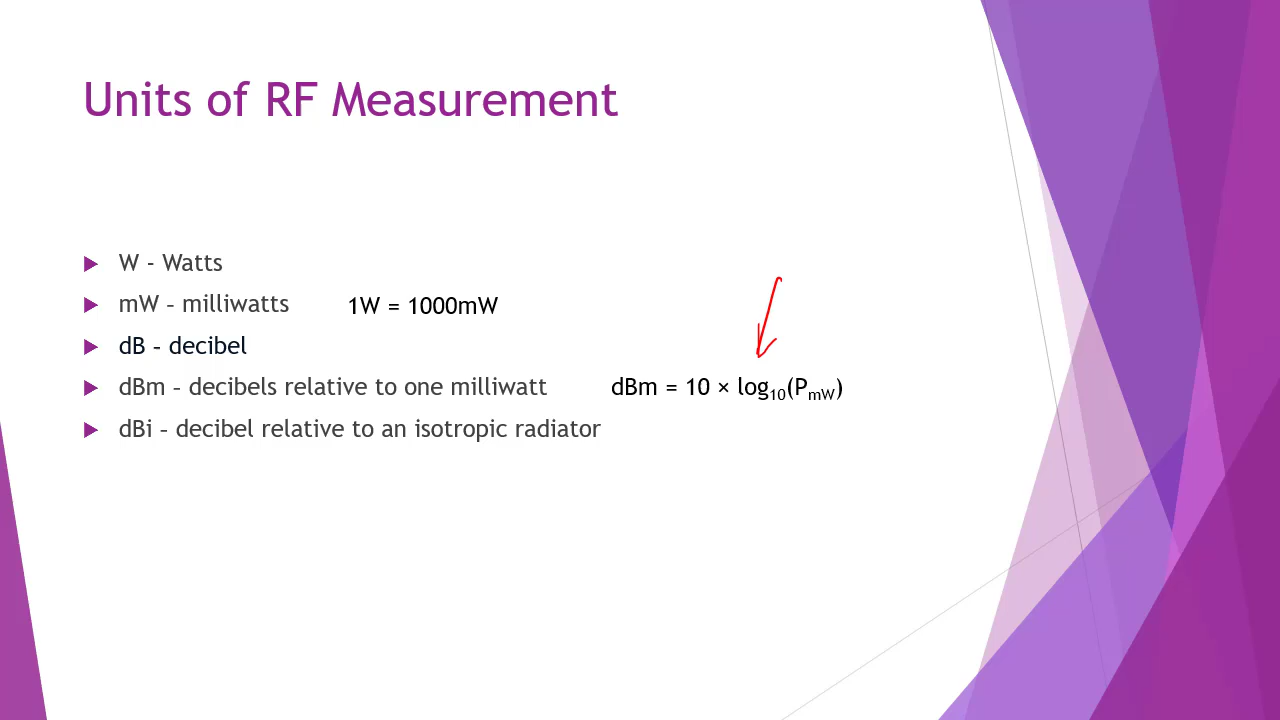 Units of RF Measurement
W - Watts
mW – milliwatts 1W = 1000mW
dB – decibel
dBm – decibels relative to one milliwatt dBm = 10 × log₁₀(PmW)
dBi – decibel relative to an isotropic radiator